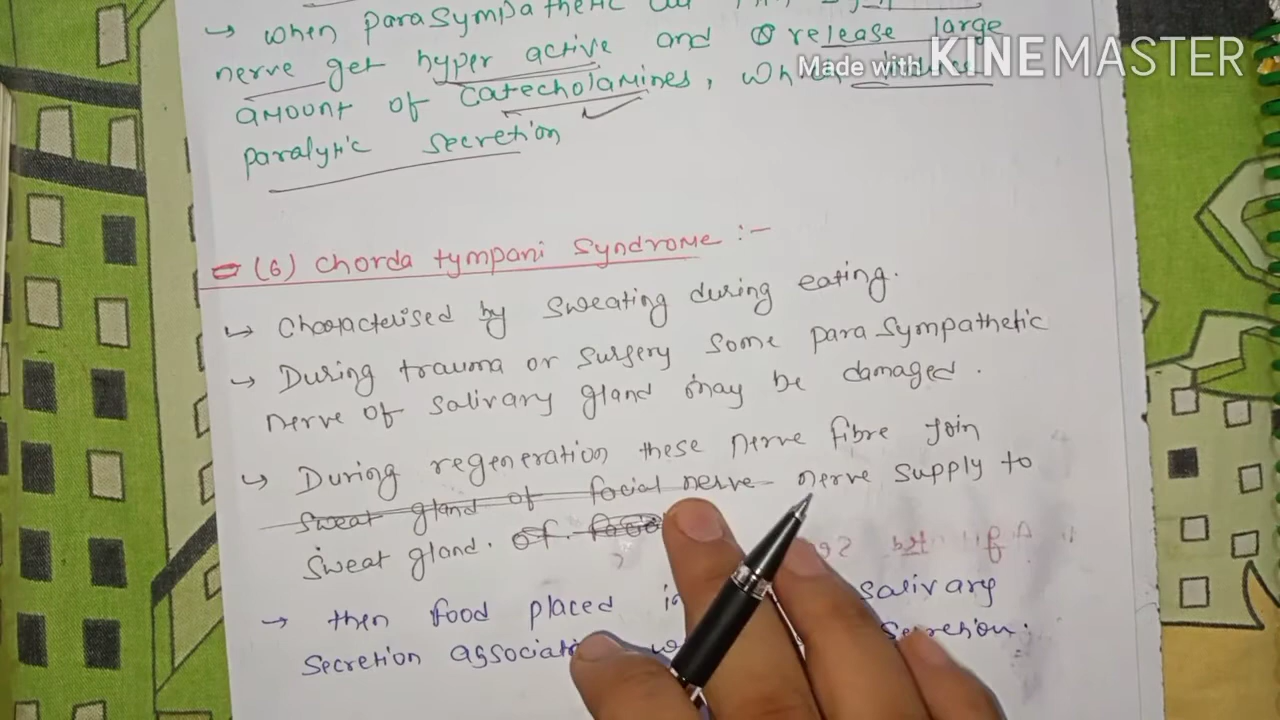 → when parasympathetic
nerve get hyper active and release large
amount of catecholamines,
paralytic secretion
Made with KINEMASTER
(6) Chorda tympani Syndrome :-
↳ Characterised by Sweating during eating.
↳ During trauma or surgery some parasympathetic
nerve of salivary gland may be damaged.
↳ During regeneration these nerve fibre join
sweat gland of facial nerve nerve supply to
sweat gland. of
→ then food placed salivary
secretion secretion.